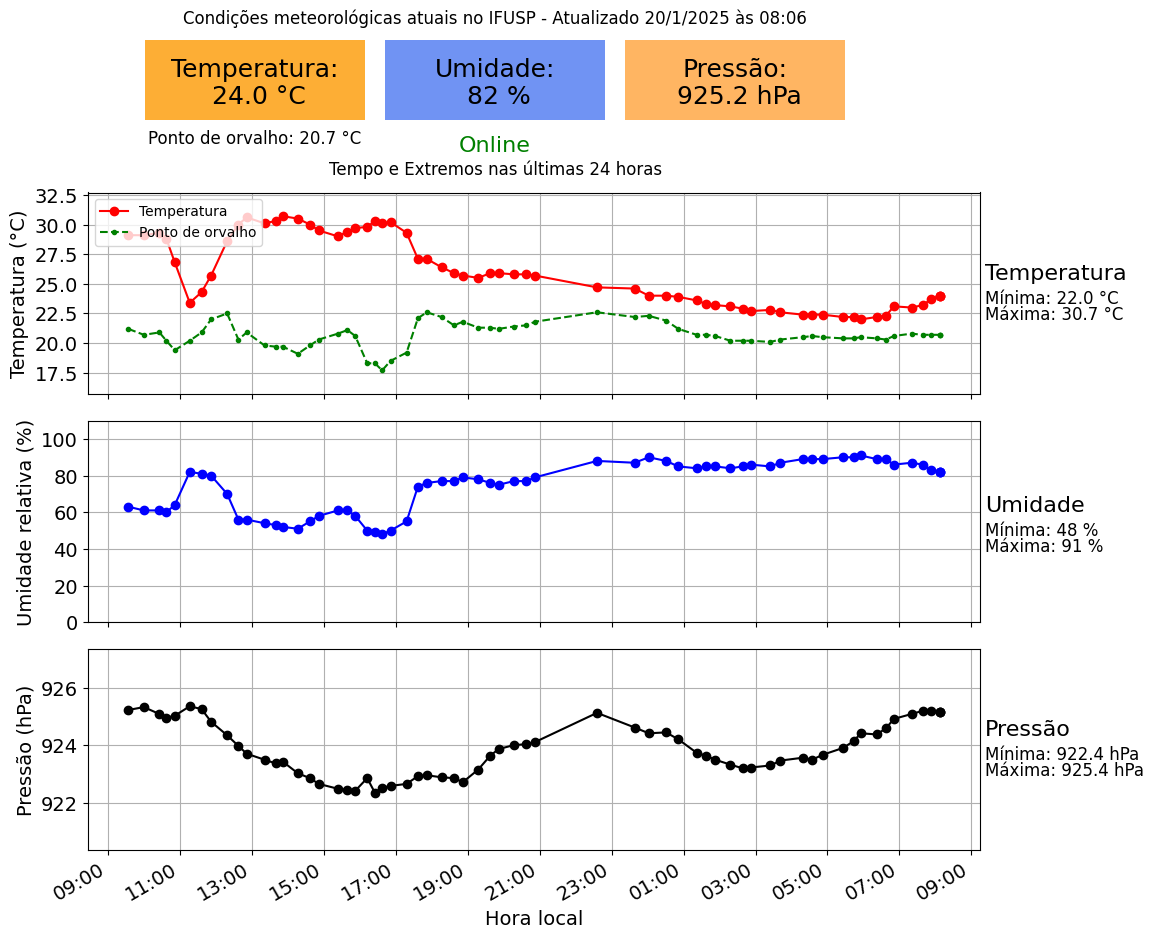 Condições meteorológicas atuais no IFUSP - Atualizado 20/1/2025 às 08:06
Temperatura:
24.0 °C
Umidade:
82 %
Pressão:
925.2 hPa
Ponto de orvalho: 20.7 °C
Online
Tempo e Extremos nas últimas 24 horas
Temperatura (°C)
32.5
30.0
27.5
25.0
22.5
20.0
17.5
Temperatura
Ponto de orvalho
Temperatura
Mínima: 22.0 °C
Máxima: 30.7 °C
Umidade relativa (%)
100
80
60
40
20
0
Umidade
Mínima: 48 %
Máxima: 91 %
Pressão (hPa)
926
924
922
Pressão
Mínima: 922.4 hPa
Máxima: 925.4 hPa
09:00 11:00 13:00 15:00 17:00 19:00 21:00 23:00 01:00 03:00 05:00 07:00 09:00
Hora local